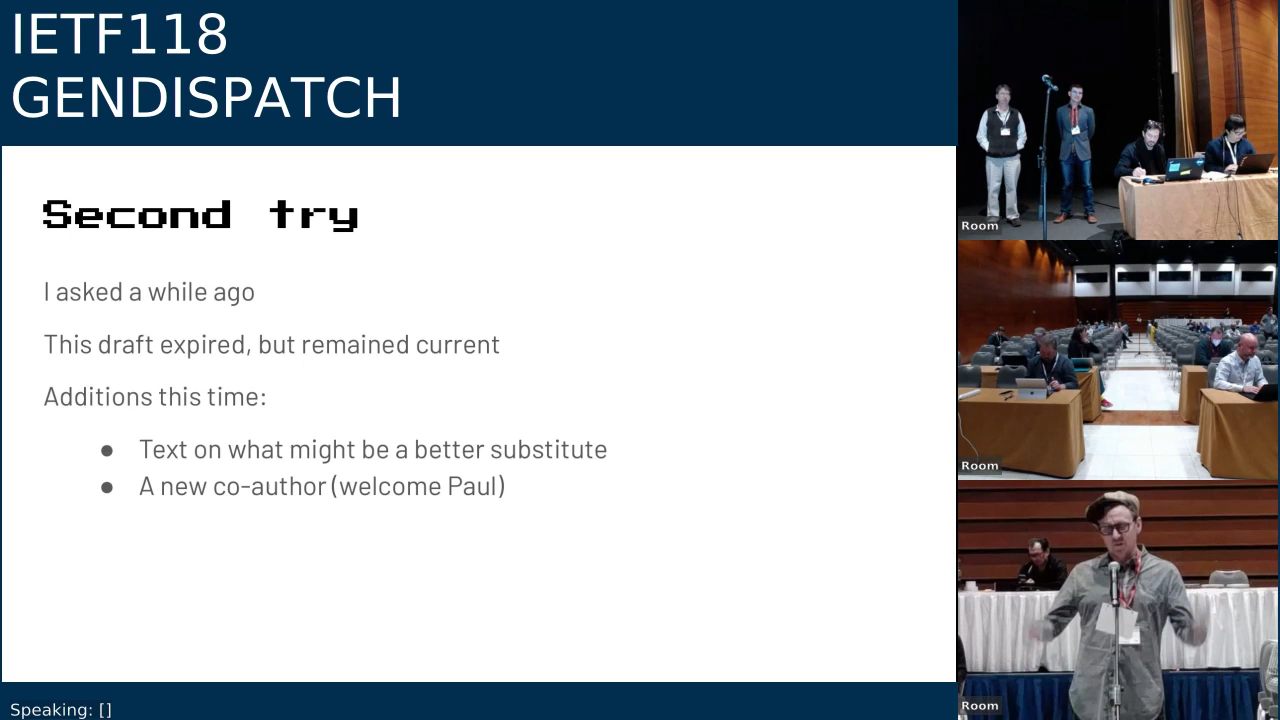 IETF118
GENDISPATCH
Second try
I asked a while ago
This draft expired, but remained current
Additions this time:
● Text on what might be a better substitute
● A new co-author (welcome Paul)
Speaking: []
Room
Room
Room